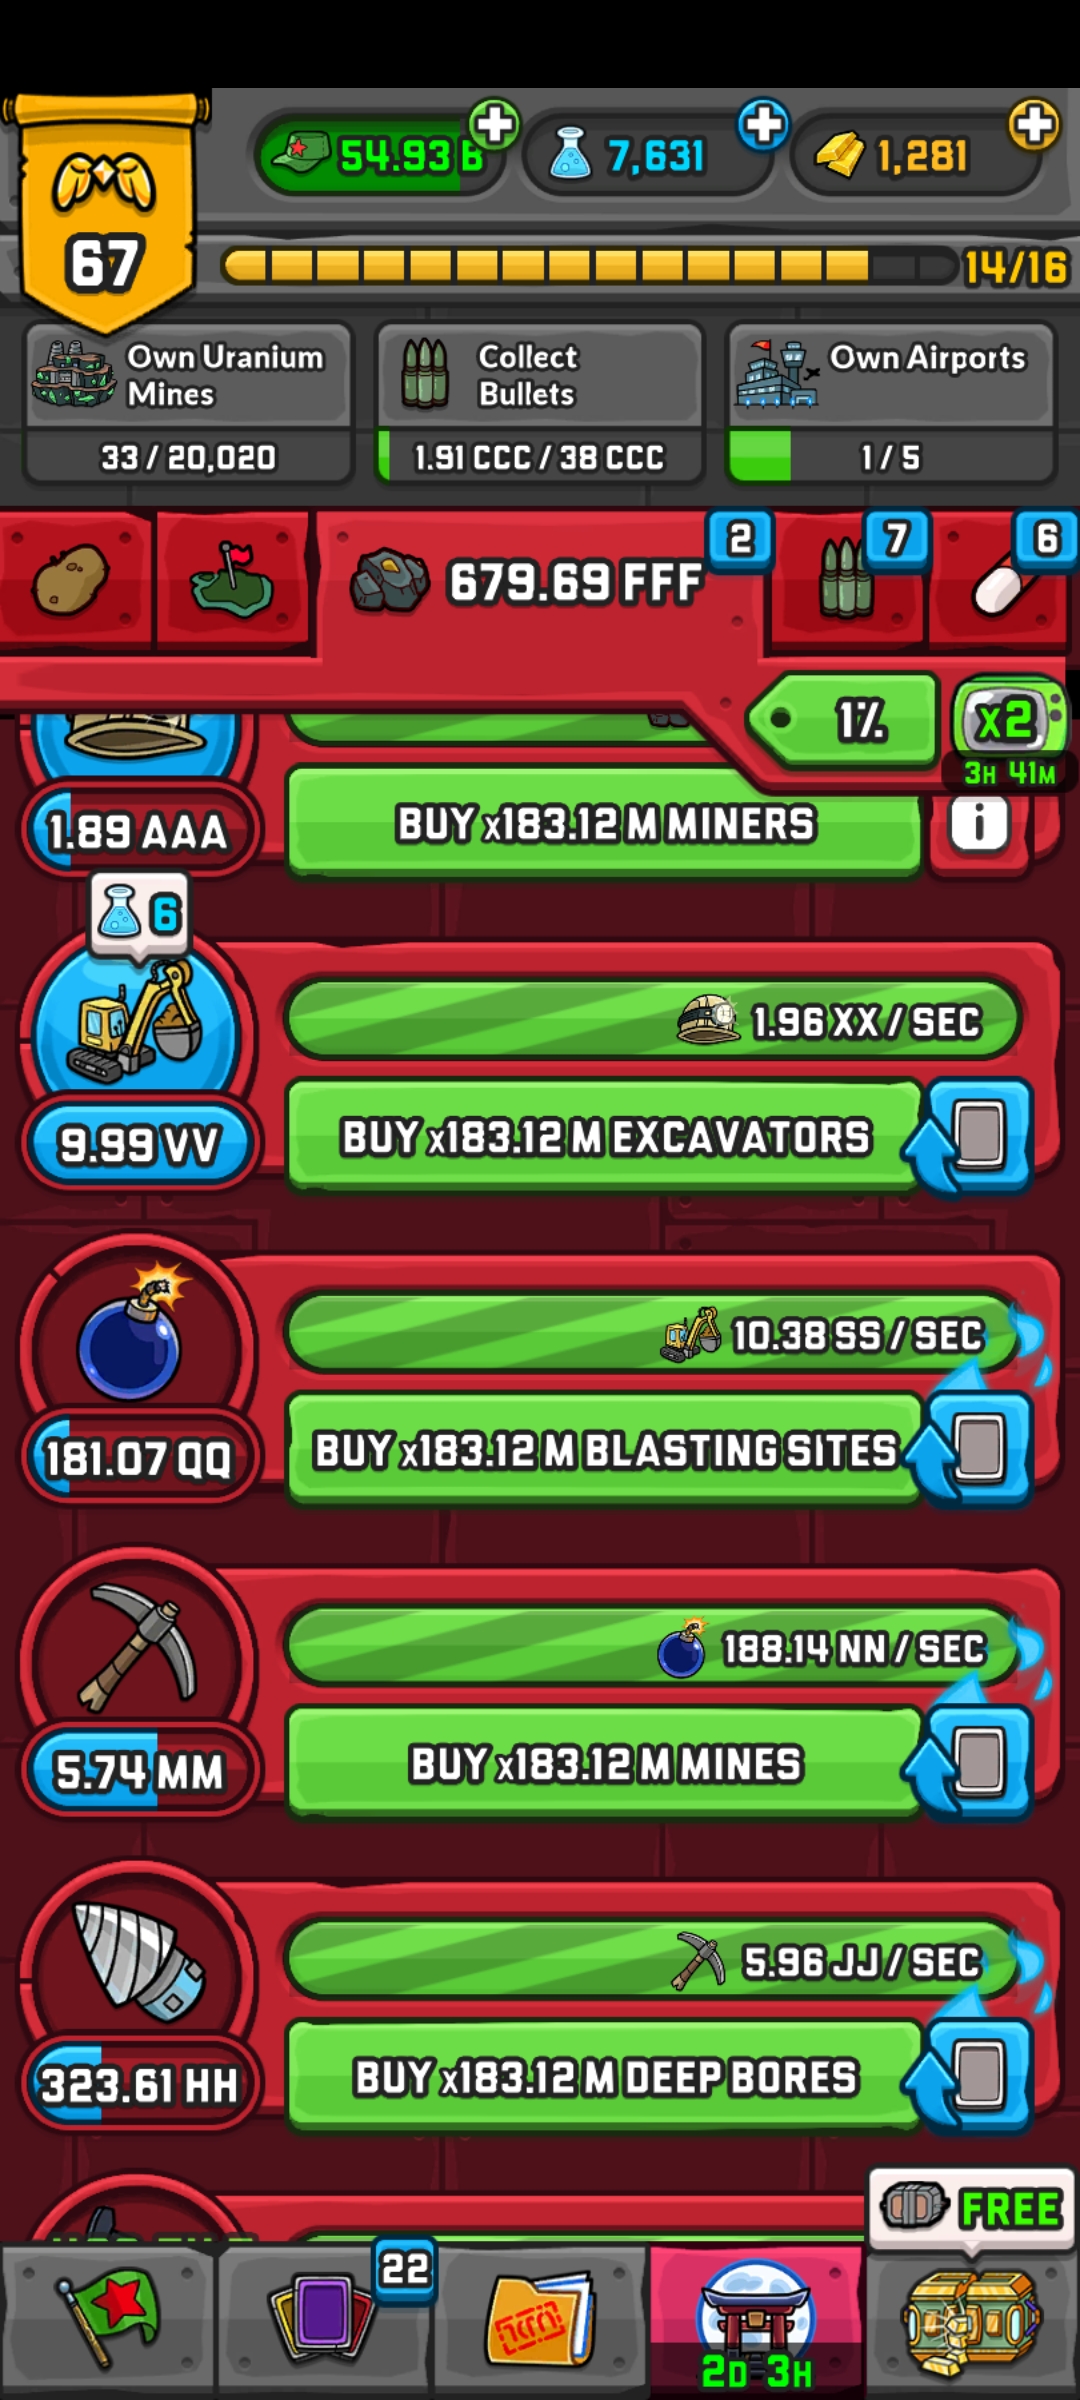 54.93 B
7,631
1,281
67
14/16
Own Uranium
Mines
33 / 20,020
Collect
Bullets
1.91 CCC / 38 CCC
Own Airports
1 / 5
679.69 FFF
2
7
6
1%
x2
3H 41M
1.89 AAA
BUY x183.12 M MINERS
i
6
1.96 XX / SEC
9.99 VV
BUY x183.12 M EXCAVATORS
10.38 SS / SEC
181.07 QQ
BUY x183.12 M BLASTING SITES
188.14 NN / SEC
5.74 MM
BUY x183.12 M MINES
5.96 JJ / SEC
323.61 HH
BUY x183.12 M DEEP BORES
FREE
22
2D 3H